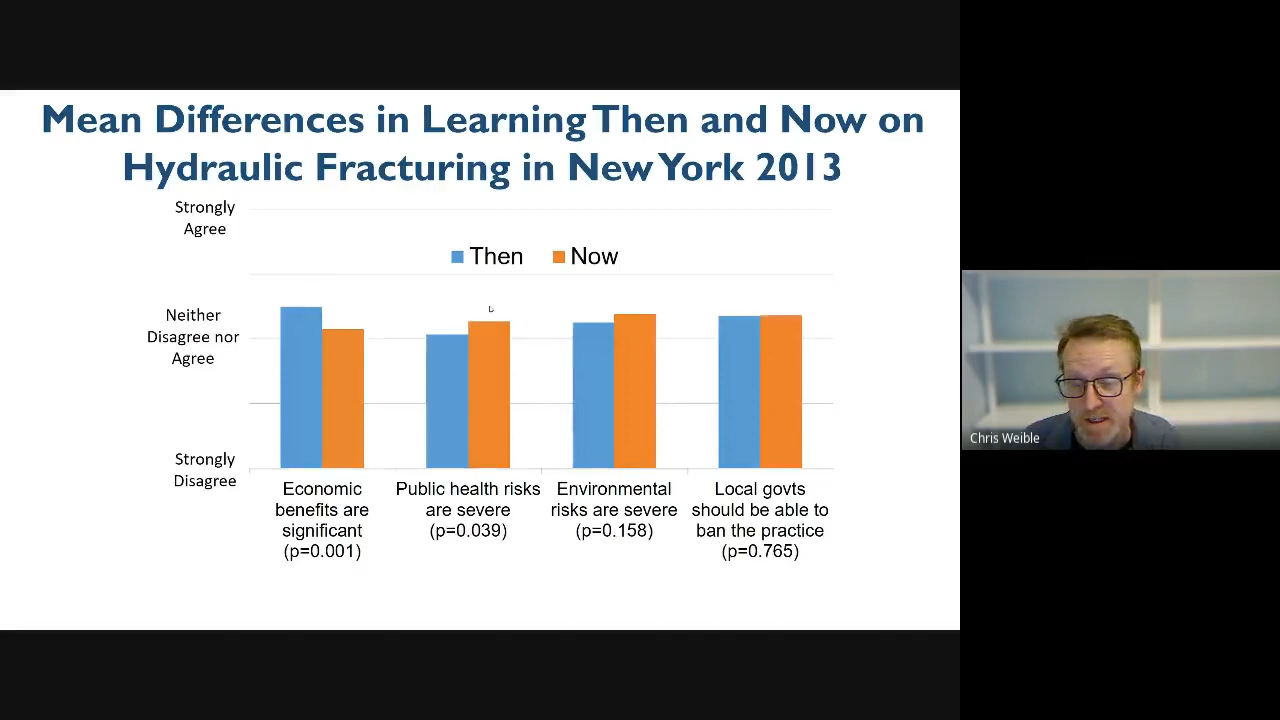 Mean Differences in Learning Then and Now on
Hydraulic Fracturing in New York 2013
Strongly
Agree
Then Now
Neither
Disagree nor
Agree
Strongly
Disagree
Economic
benefits are
significant
(p=0.001)
Public health risks
are severe
(p=0.039)
Environmental
risks are severe
(p=0.158)
Local govts
should be able to
ban the practice
(p=0.765)
Chris Weible